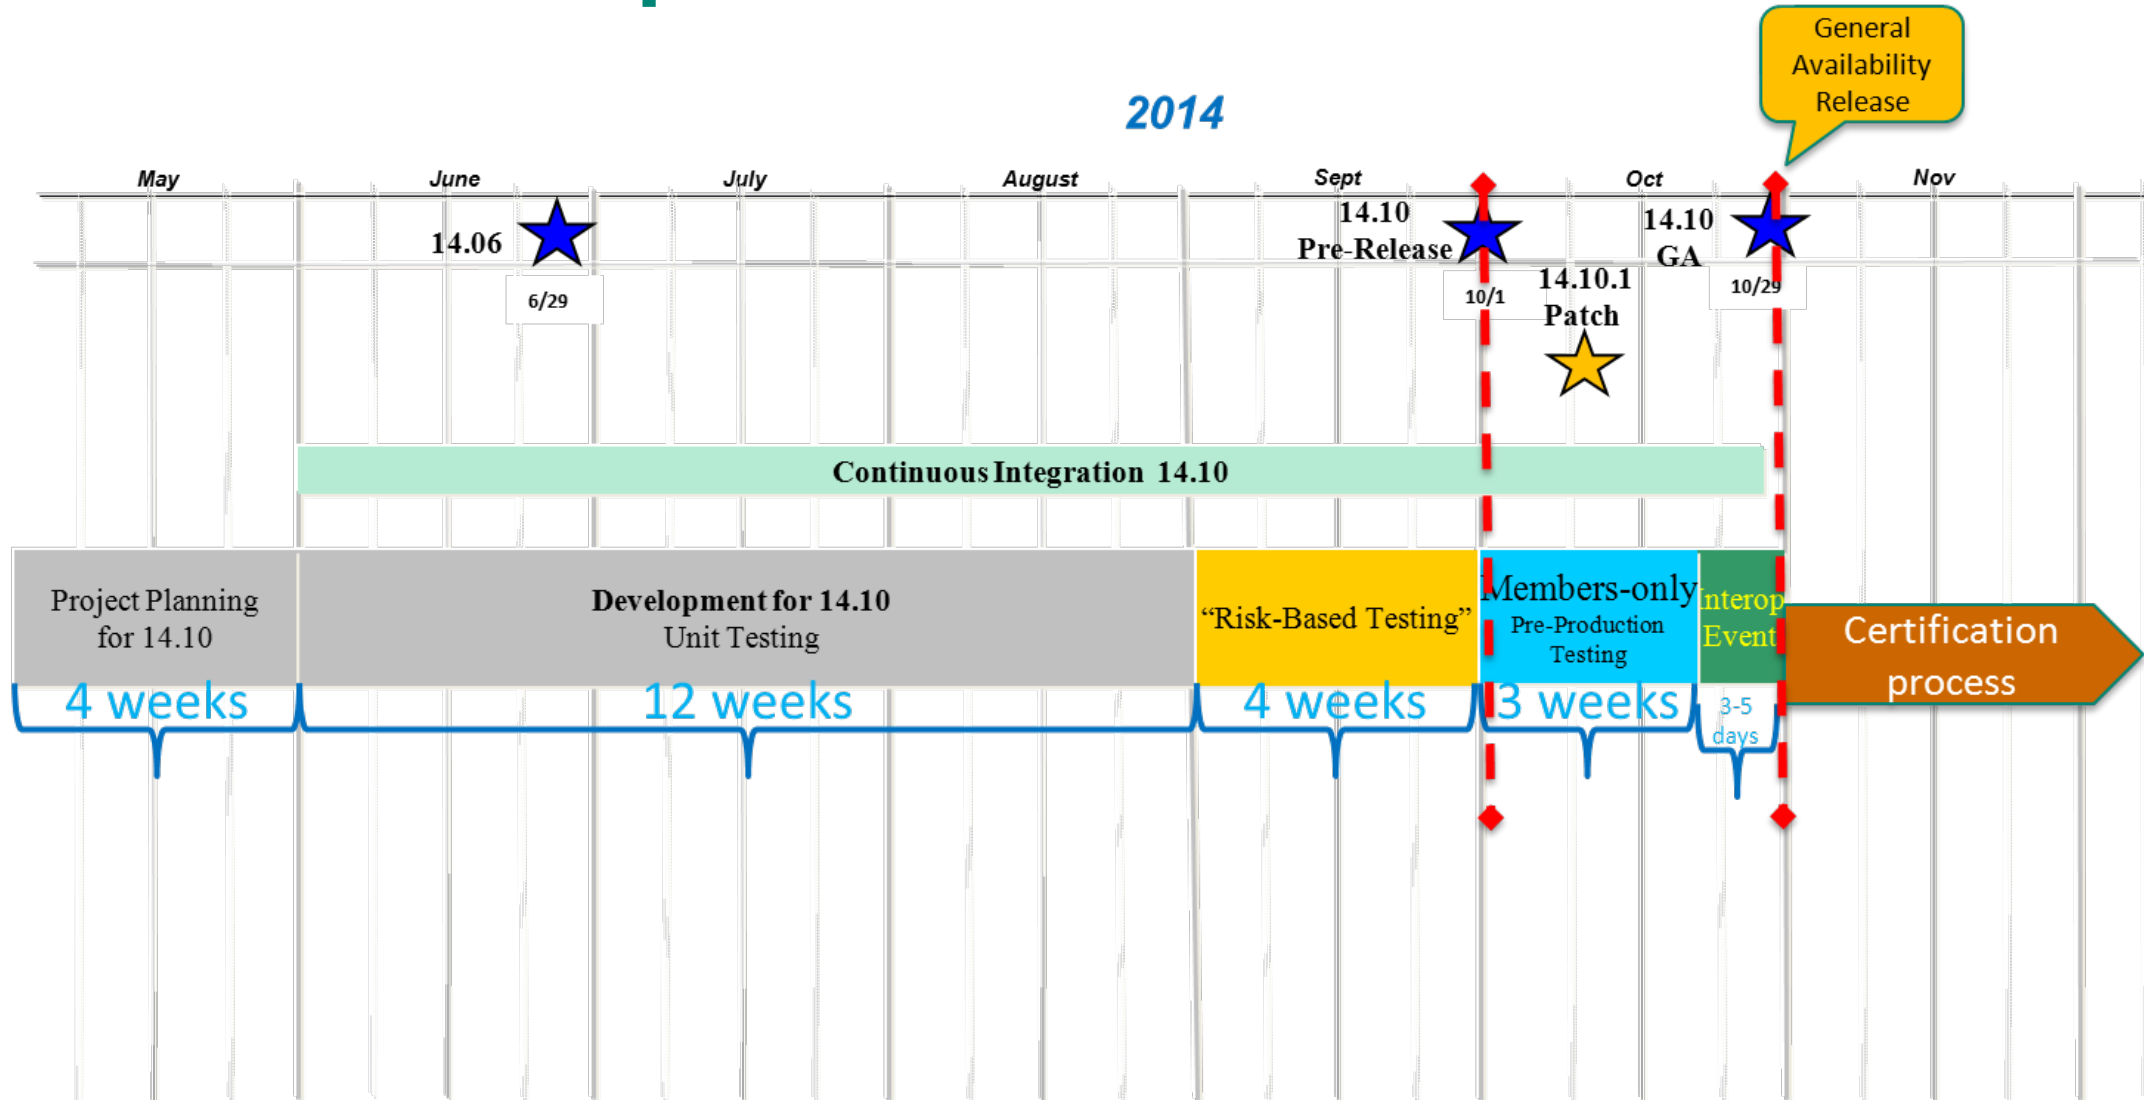 General
Availability
Release
2014
May June July August Sept Oct Nov
14.06
6/29
14.10
Pre-Release
10/1
14.10.1
Patch
14.10
GA
10/29
Continuous Integration 14.10
Project Planning
for 14.10
Development for 14.10
Unit Testing
“Risk-Based Testing”
Members-only
Pre-Production
Testing
Interop
Event
Certification
process
4 weeks
12 weeks
4 weeks
3 weeks
3-5
days